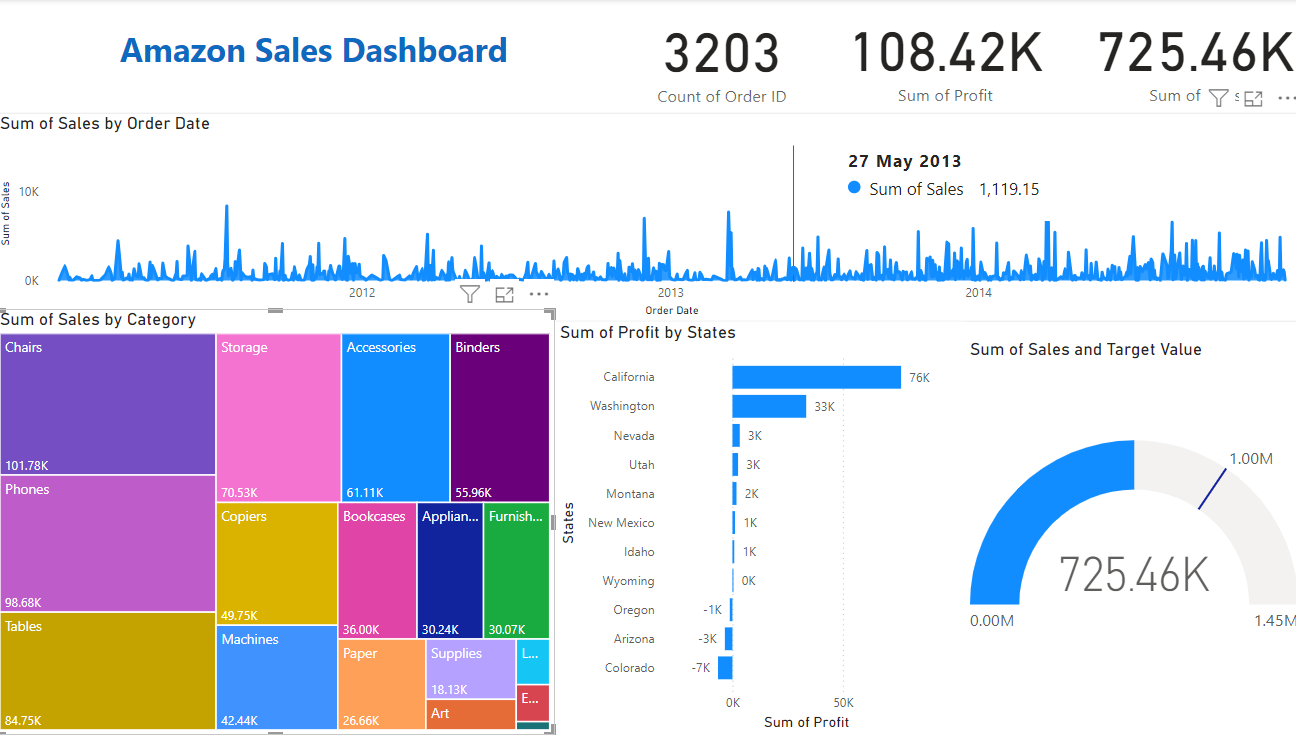 Amazon Sales Dashboard
3203
Count of Order ID
108.42K
Sum of Profit
725.46K
Sum of s
Sum of Sales by Order Date
27 May 2013
Sum of Sales 1,119.15
Sum of Sales
10K
0K
2012
2013
2014
Order Date
Sum of Sales by Category
Chairs
101.78K
Phones
98.68K
Tables
84.75K
Storage
70.53K
Accessories
61.11K
Binders
55.96K
Copiers
49.75K
Machines
42.44K
Bookcases
36.00K
Applian...
30.24K
Furnish...
30.07K
Paper
26.66K
Supplies
18.13K
Art
L...
E...
Sum of Profit by States
States
California 76K
Washington 33K
Nevada 3K
Utah 3K
Montana 2K
New Mexico 1K
Idaho 1K
Wyoming 0K
Oregon -1K
Arizona -3K
Colorado -7K
0K 50K
Sum of Profit
Sum of Sales and Target Value
1.00M
725.46K
0.00M
1.45M